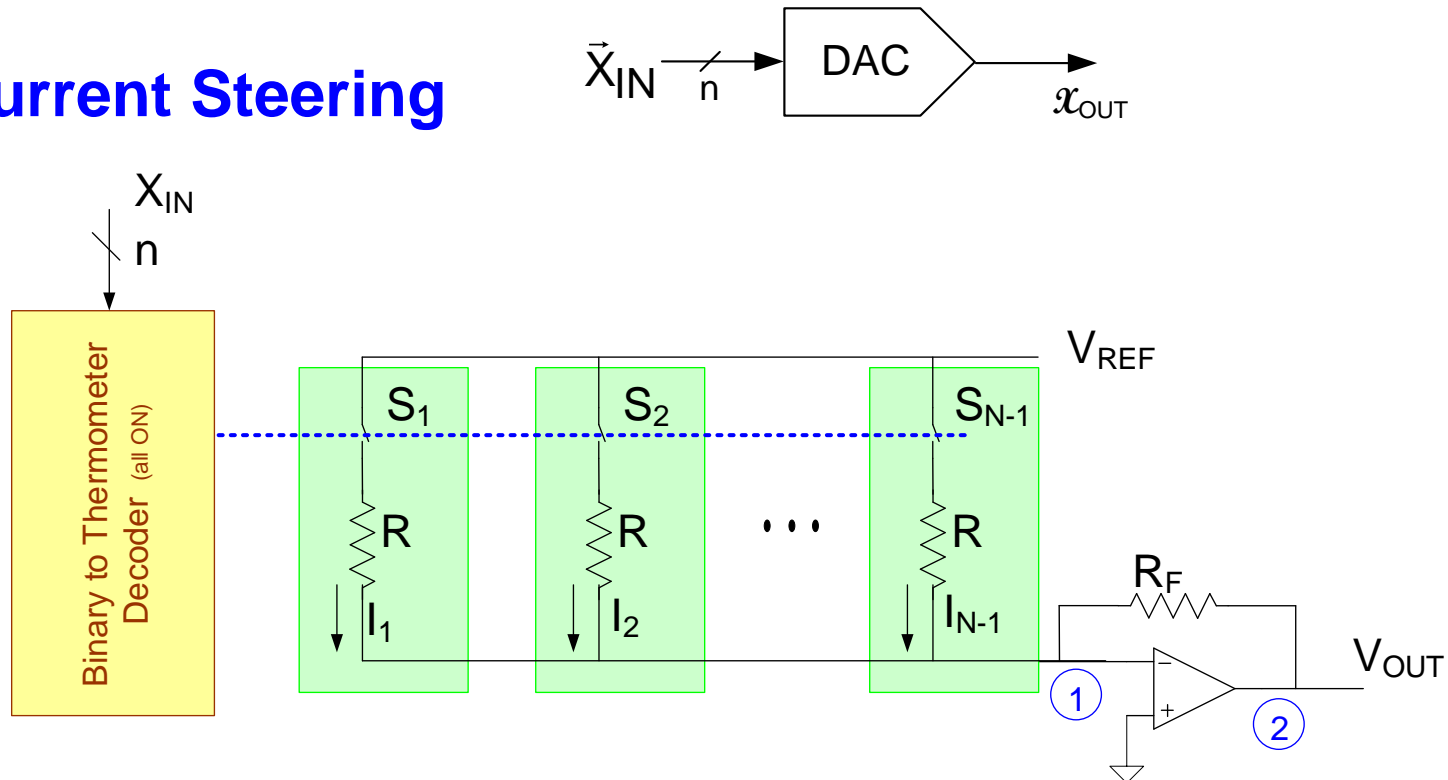 urrent Steering
X⃗IN
n
DAC
𝓧OUT
XIN
n
Binary to Thermometer
Decoder (all ON)
VREF
S1
S2
SN-1
R
R
• • •
R
RF
I1
I2
IN-1
VOUT
−
+
1
2